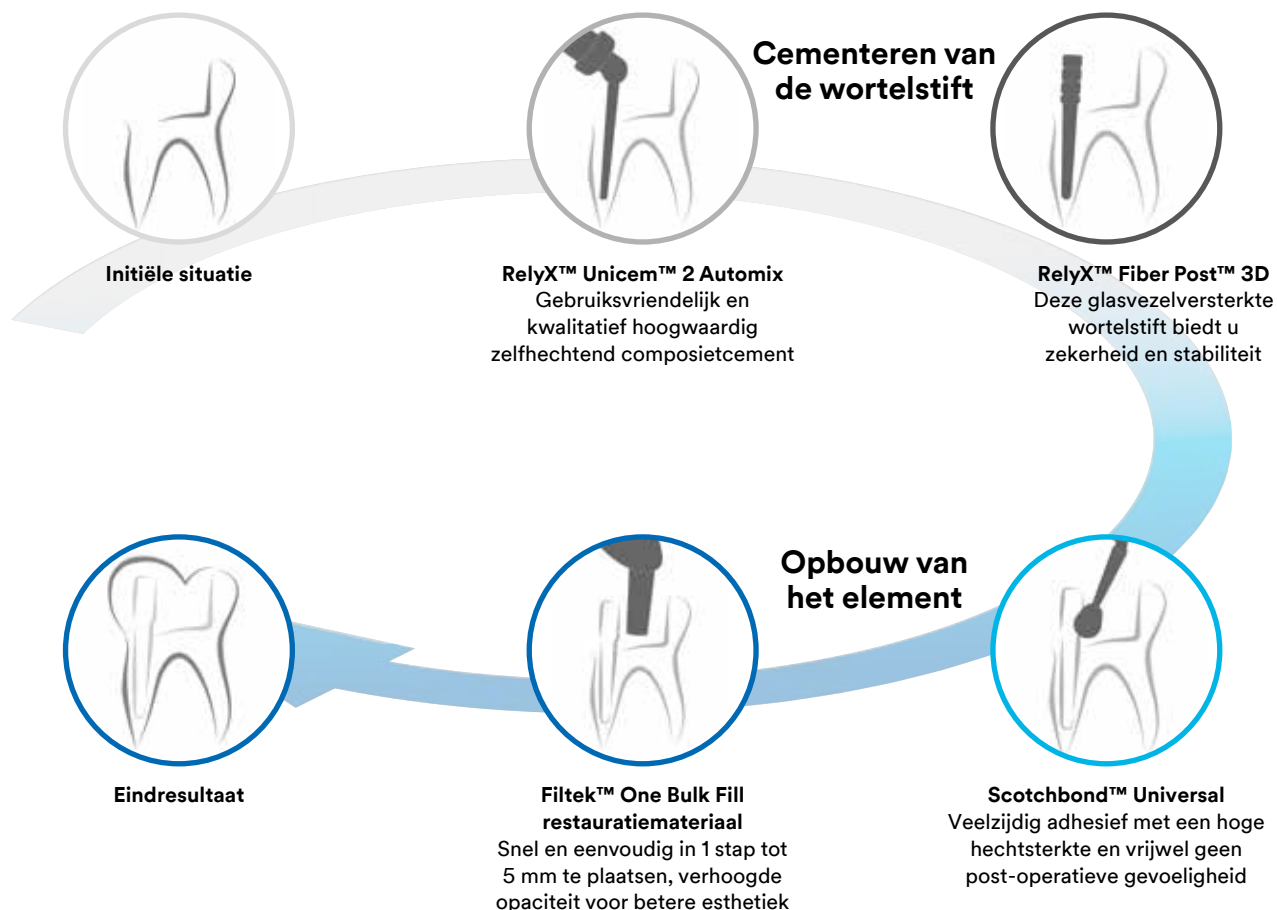 Cementeren van
de wortelstift
Initiële situatie
RelyX™ Unicem™ 2 Automix
Gebruiksvriendelijk en
kwalitatief hoogwaardig
zelfhechtend composietcement
RelyX™ Fiber Post™ 3D
Deze glasvezelversterkte
wortelstift biedt u
zekerheid en stabiliteit
Opbouw van
het element
Eindresultaat
Filtek™ One Bulk Fill
restauratiemateriaal
Snel en eenvoudig in 1 stap tot
5 mm te plaatsen, verhoogde
opaciteit voor betere esthetiek
Scotchbond™ Universal
Veelzijdig adhesief met een hoge
hechtsterkte en vrijwel geen
post-operatieve gevoeligheid